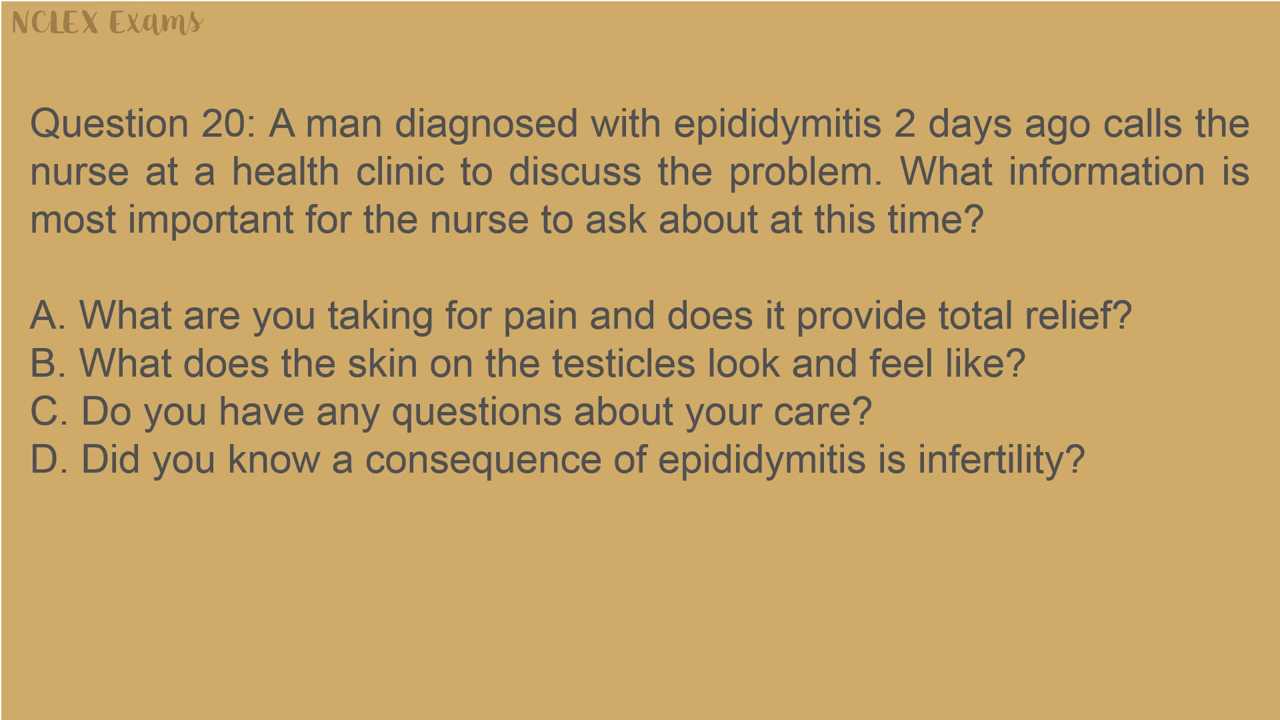 NCLEX Exams
Question 20: A man diagnosed with epididymitis 2 days ago calls the
nurse at a health clinic to discuss the problem. What information is
most important for the nurse to ask about at this time?
A. What are you taking for pain and does it provide total relief?
B. What does the skin on the testicles look and feel like?
C. Do you have any questions about your care?
D. Did you know a consequence of epididymitis is infertility?